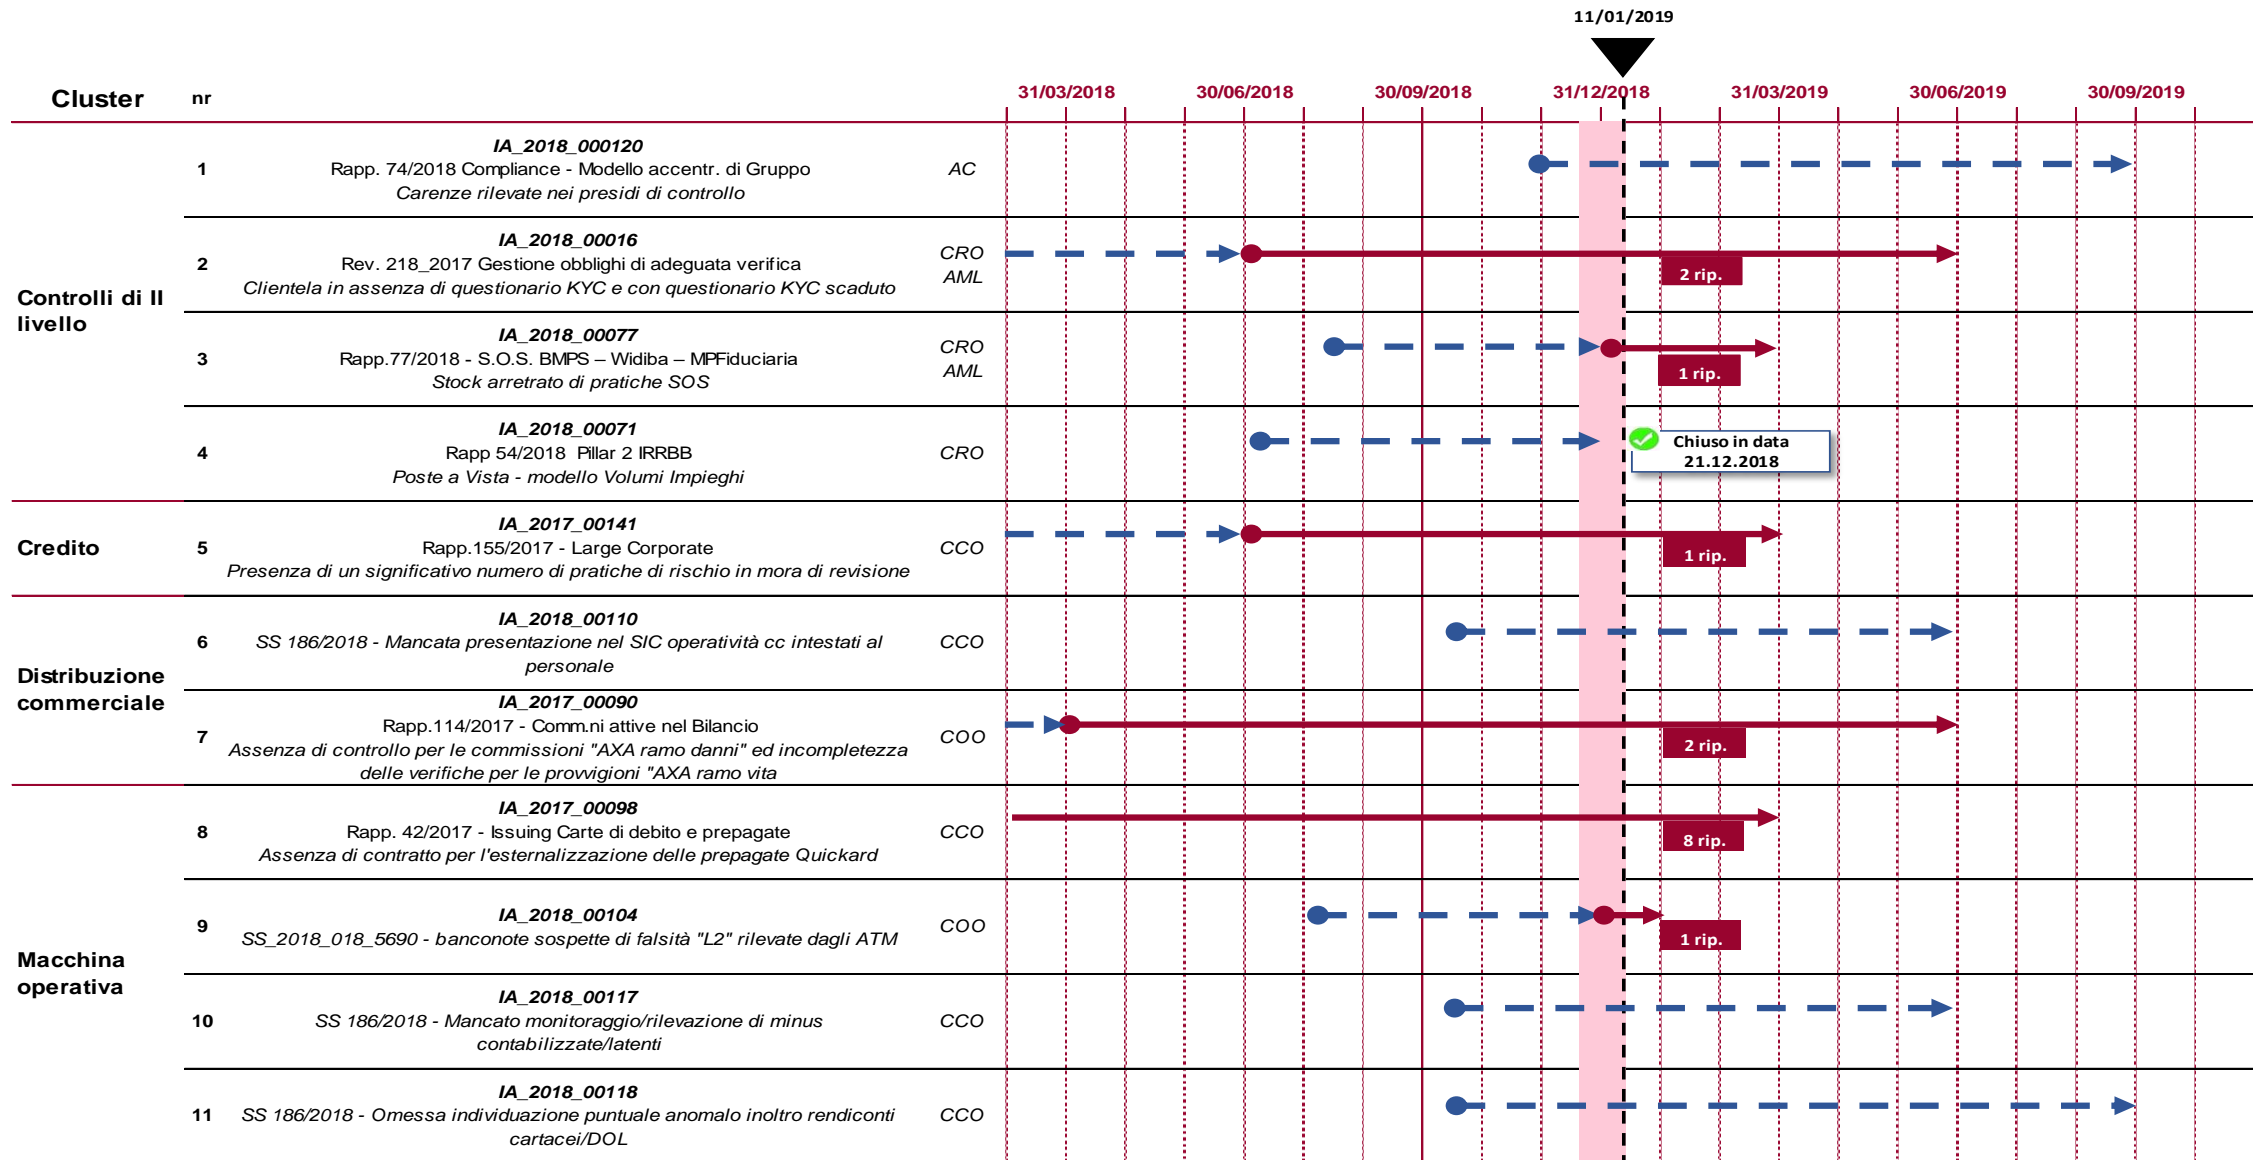 11/01/2019
Cluster nr 31/03/2018 30/06/2018 30/09/2018 31/12/2018 31/03/2019 30/06/2019 30/09/2019
Controlli di II
livello
1
IA_2018_000120
Rapp. 74/2018 Compliance - Modello accentr. di Gruppo
Carenze rilevate nei presidi di controllo
AC
2
IA_2018_00016
Rev. 218_2017 Gestione obblighi di adeguata verifica
Clientela in assenza di questionario KYC e con questionario KYC scaduto
CRO
AML
2 rip.
3
IA_2018_00077
Rapp.77/2018 - S.O.S. BMPS – Widiba – MPFiduciaria
Stock arretrato di pratiche SOS
CRO
AML
1 rip.
4
IA_2018_00071
Rapp 54/2018 Pillar 2 IRRBB
Poste a Vista - modello Volumi Impieghi
CRO
Chiuso in data
21.12.2018
Credito
5
IA_2017_00141
Rapp.155/2017 - Large Corporate
Presenza di un significativo numero di pratiche di rischio in mora di revisione
CCO
1 rip.
Distribuzione
commerciale
6
IA_2018_00110
SS 186/2018 - Mancata presentazione nel SIC operatività cc intestati al
personale
CCO
7
IA_2017_00090
Rapp.114/2017 - Comm.ni attive nel Bilancio
Assenza di controllo per le commissioni "AXA ramo danni" ed incompletezza
delle verifiche per le provvigioni "AXA ramo vita
COO
2 rip.
Macchina
operativa
8
IA_2017_00098
Rapp. 42/2017 - Issuing Carte di debito e prepagate
Assenza di contratto per l'esternalizzazione delle prepagate Quickard
CCO
8 rip.
9
IA_2018_00104
SS_2018_018_5690 - banconote sospette di falsità "L2" rilevate dagli ATM
COO
1 rip.
10
IA_2018_00117
SS 186/2018 - Mancato monitoraggio/rilevazione di minus
contabilizzate/latenti
CCO
11
IA_2018_00118
SS 186/2018 - Omessa individuazione puntuale anomalo inoltro rendiconti
cartacei/DOL
CCO